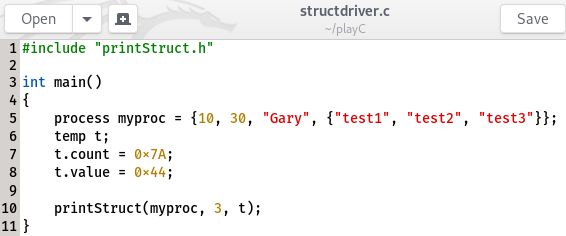 Open
structdriver.c
~/playC
Save
1 #include "printStruct.h"
2
3 int main()
4 {
5     process myproc = {10, 30, "Gary", {"test1", "test2", "test3"}};
6     temp t;
7     t.count = 0x7A;
8     t.value = 0x44;
9
10     printStruct(myproc, 3, t);
11 }